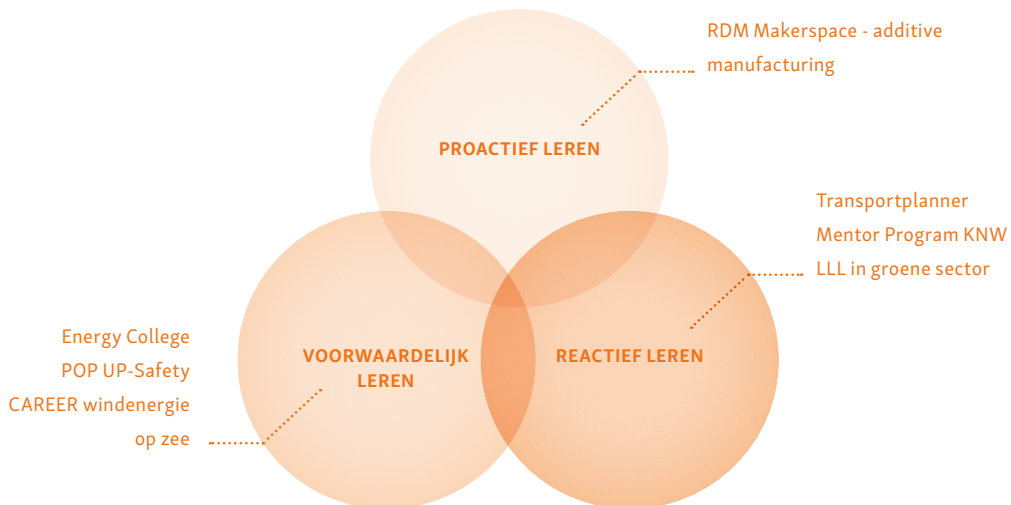 RDM Makerspace - additive
manufacturing
PROACTIEF LEREN
Transportplanner
Mentor Program KNW
LLL in groene sector
Energy College
POP UP-Safety
CAREER windenergie
op zee
VOORWAARDELIJK
LEREN
REACTIEF LEREN